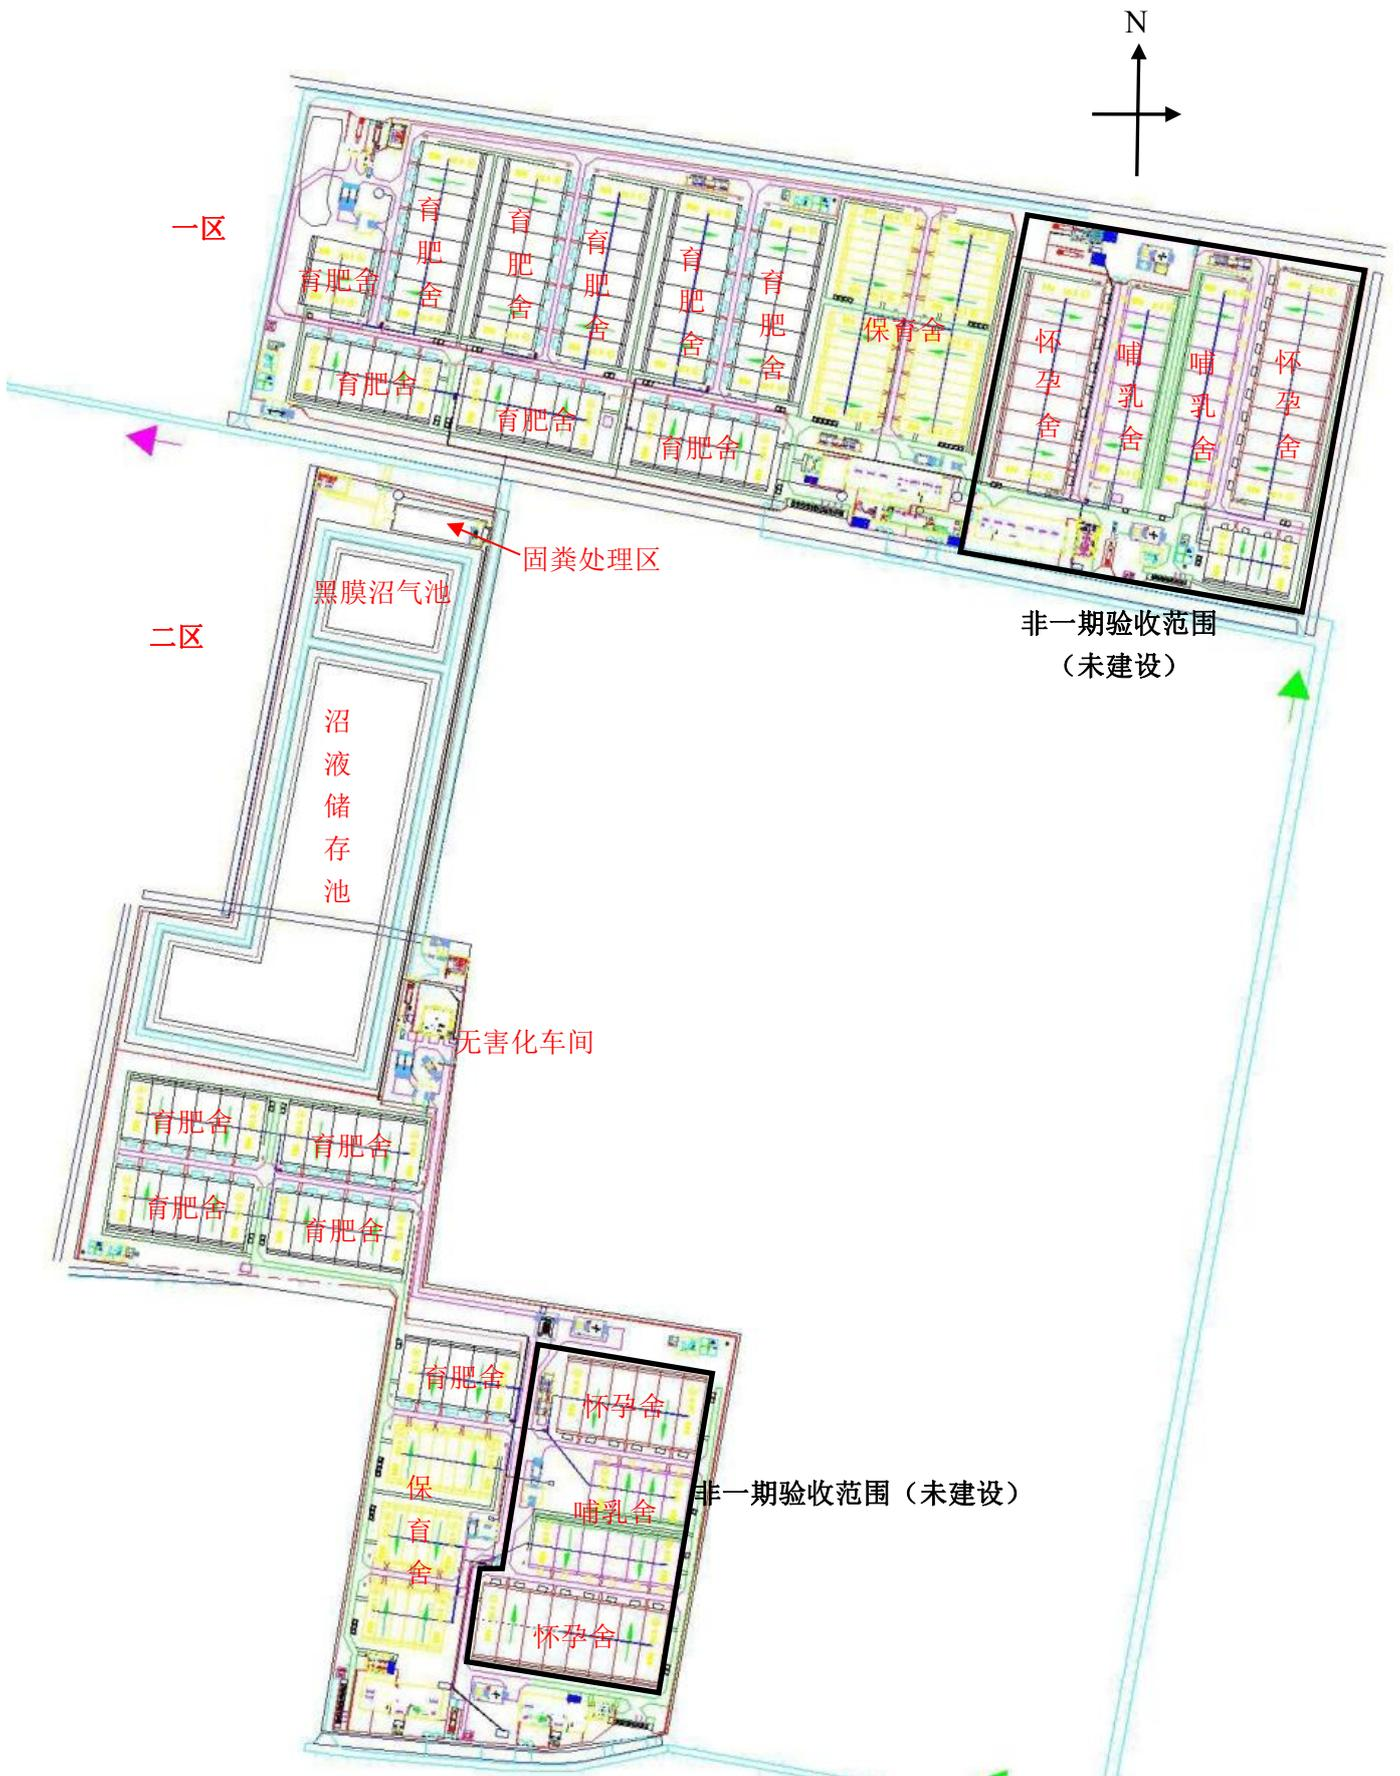 N
一区
育肥舍
育肥舍
育肥舍
育肥舍
育肥舍
育肥舍
保育舍
怀孕舍
哺乳舍
哺乳舍
怀孕舍
育肥舍
育肥舍
育肥舍
固粪处理区
黑膜沼气池
二区
非一期验收范围
（未建设）
沼液储存池
无害化车间
育肥舍
育肥舍
育肥舍
育肥舍
育肥舍
怀孕舍
保育舍
哺乳舍
非一期验收范围（未建设）
怀孕舍